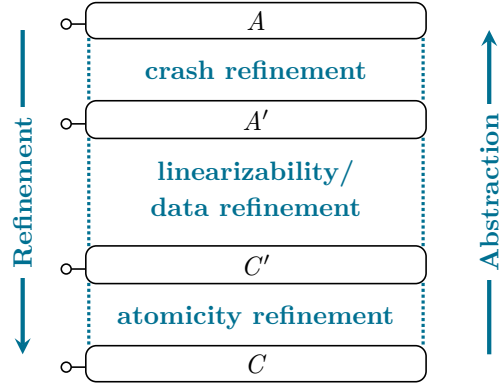 A
crash refinement
A′
linearizability/
data refinement
C′
atomicity refinement
C
Refinement
Abstraction